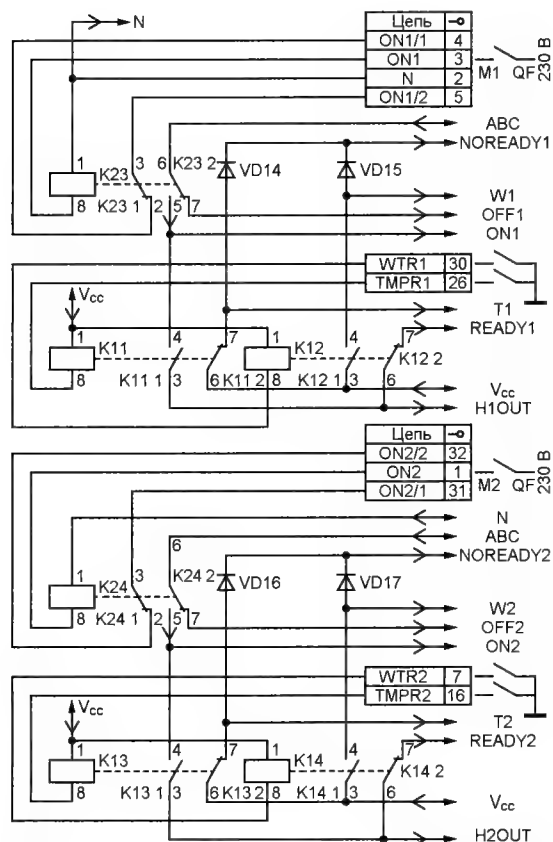 N
Цепь
ON1/1 4
ON1 3
N 2
ON1/2 5
M1 QF 230 В
ABC
NOREADY1
1 3 6 K23 2 VD14 VD15
K23
8 K23 1 2 5 7
W1
OFF1
ON1
WTR1 30
TMPR1 26
Vcc
T1
READY1
1 K11 4 7 1 K12 4 7
K12 2
8 K11 1 3 6 K11 2 8 K12 1 3 6
Vcc
H1OUT
Цепь
ON2/2 32
ON2 1
ON2/1 31
M2 QF 230 В
N
ABC
NOREADY2
1 3 6 K24 2 VD16 VD17
K24
8 K24 1 2 5 7
W2
OFF2
ON2
WTR2 7
TMPR2 16
Vcc
T2
READY2
1 K13 4 7 1 K14 4 7
K14 2
8 K13 1 3 6 K13 2 8 K14 1 3 6
Vcc
H2OUT